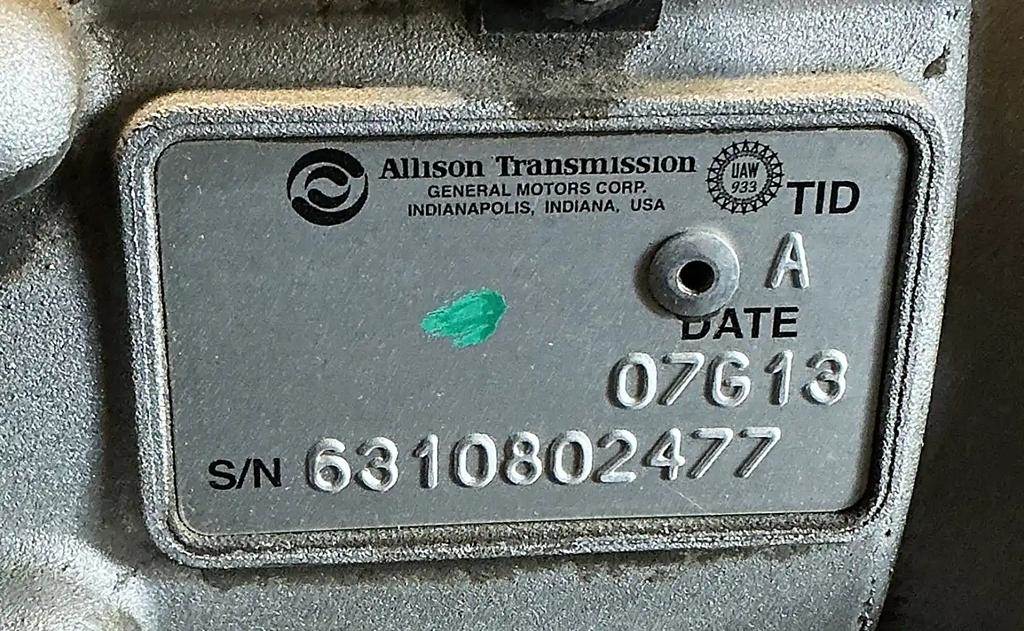 Allison Transmission
GENERAL MOTORS CORP.
INDIANAPOLIS, INDIANA, USA
UAW
933
TID
A
DATE
07G13
S/N 6310802477